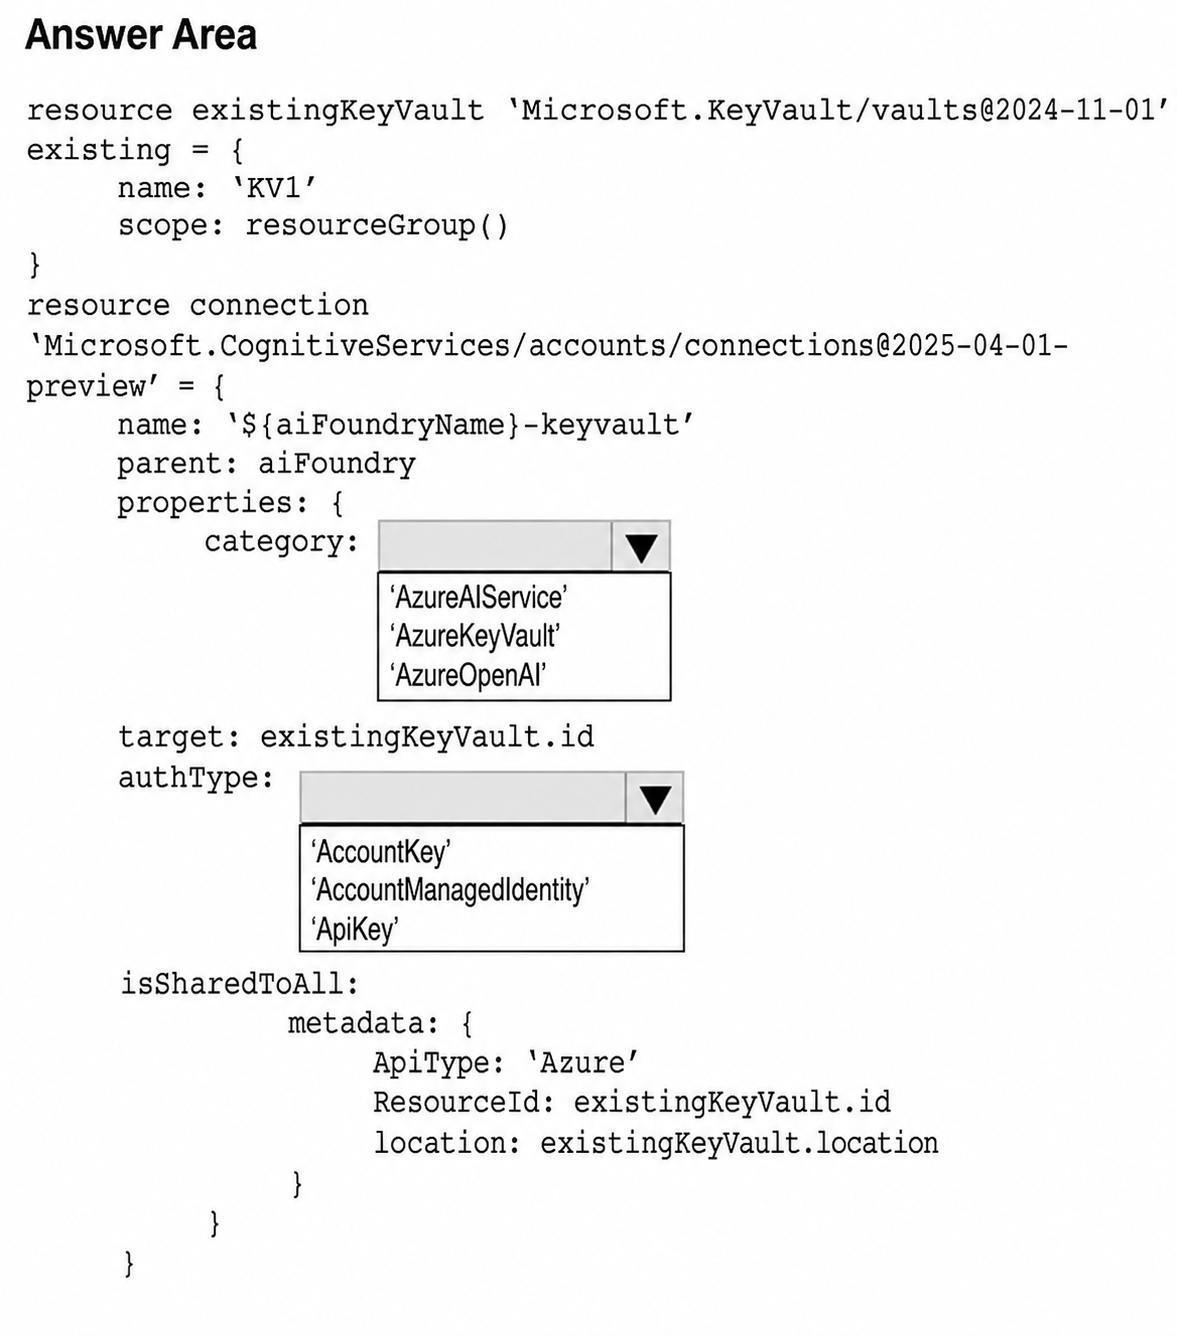 Answer Area
resource existingKeyVault ‘Microsoft.KeyVault/vaults@2024-11-01’
existing = {
name: ‘KV1’
scope: resourceGroup()
}
resource connection
‘Microsoft.CognitiveServices/accounts/connections@2025-04-01-
preview’ = {
name: ‘${aiFoundryName}-keyvault’
parent: aiFoundry
properties: {
category:
‘AzureAIService’
‘AzureKeyVault’
‘AzureOpenAI’
target: existingKeyVault.id
authType:
‘AccountKey’
‘AccountManagedIdentity’
‘ApiKey’
isSharedToAll:
metadata: {
ApiType: ‘Azure’
ResourceId: existingKeyVault.id
location: existingKeyVault.location
}
}
}